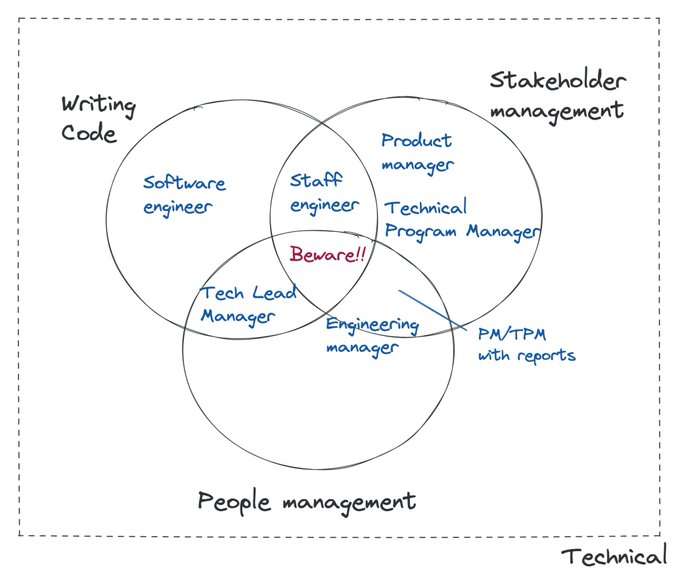 Writing
Code
Stakeholder
management
Software
engineer
Staff
engineer
Product
manager
Technical
Program Manager
Beware!!
Tech Lead
Manager
Engineering
manager
PM/TPM
with reports
People management
Technical